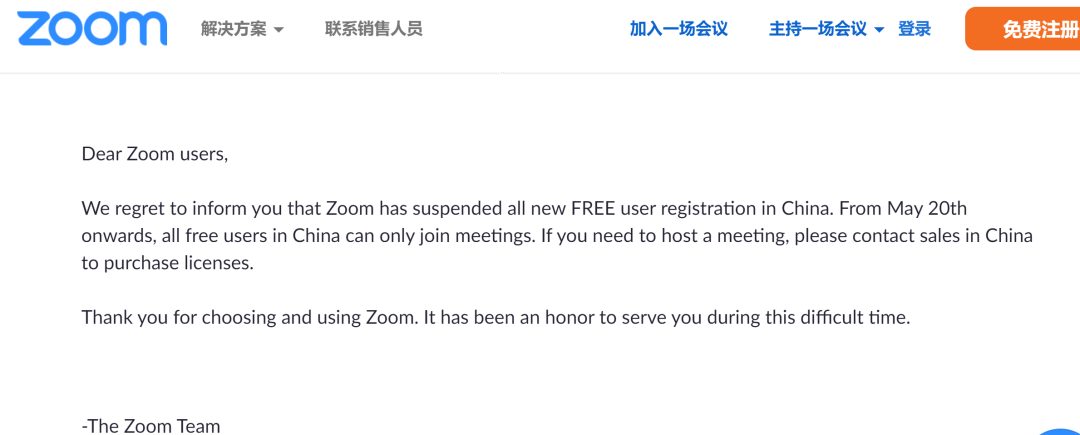 zoom 解决方案 联系销售人员 加入一场会议 主持一场会议 登录 免费注册
Dear Zoom users,
We regret to inform you that Zoom has suspended all new FREE user registration in China. From May 20th
onwards, all free users in China can only join meetings. If you need to host a meeting, please contact sales in China
to purchase licenses.
Thank you for choosing and using Zoom. It has been an honor to serve you during this difficult time.
-The Zoom Team